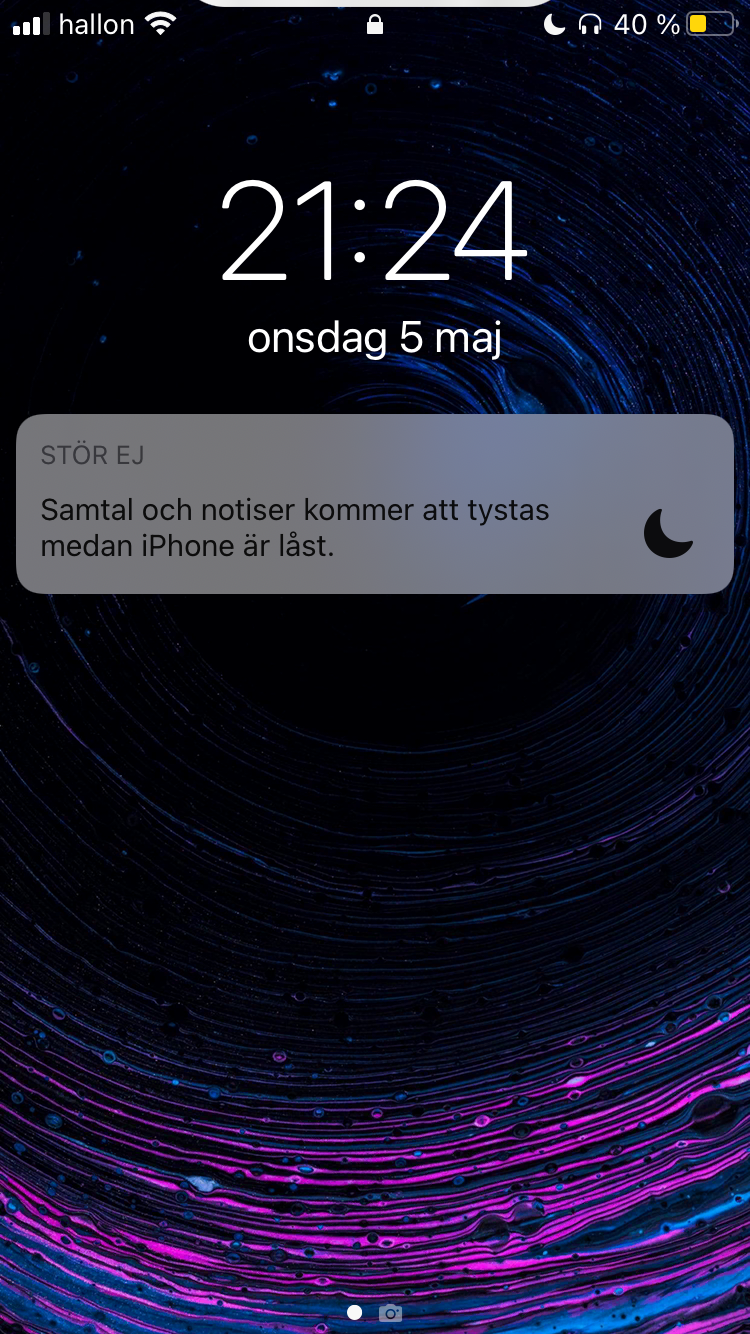 hallon 40 %
21:24
onsdag 5 maj
STÖR EJ
Samtal och notiser kommer att tystas
medan iPhone är låst.